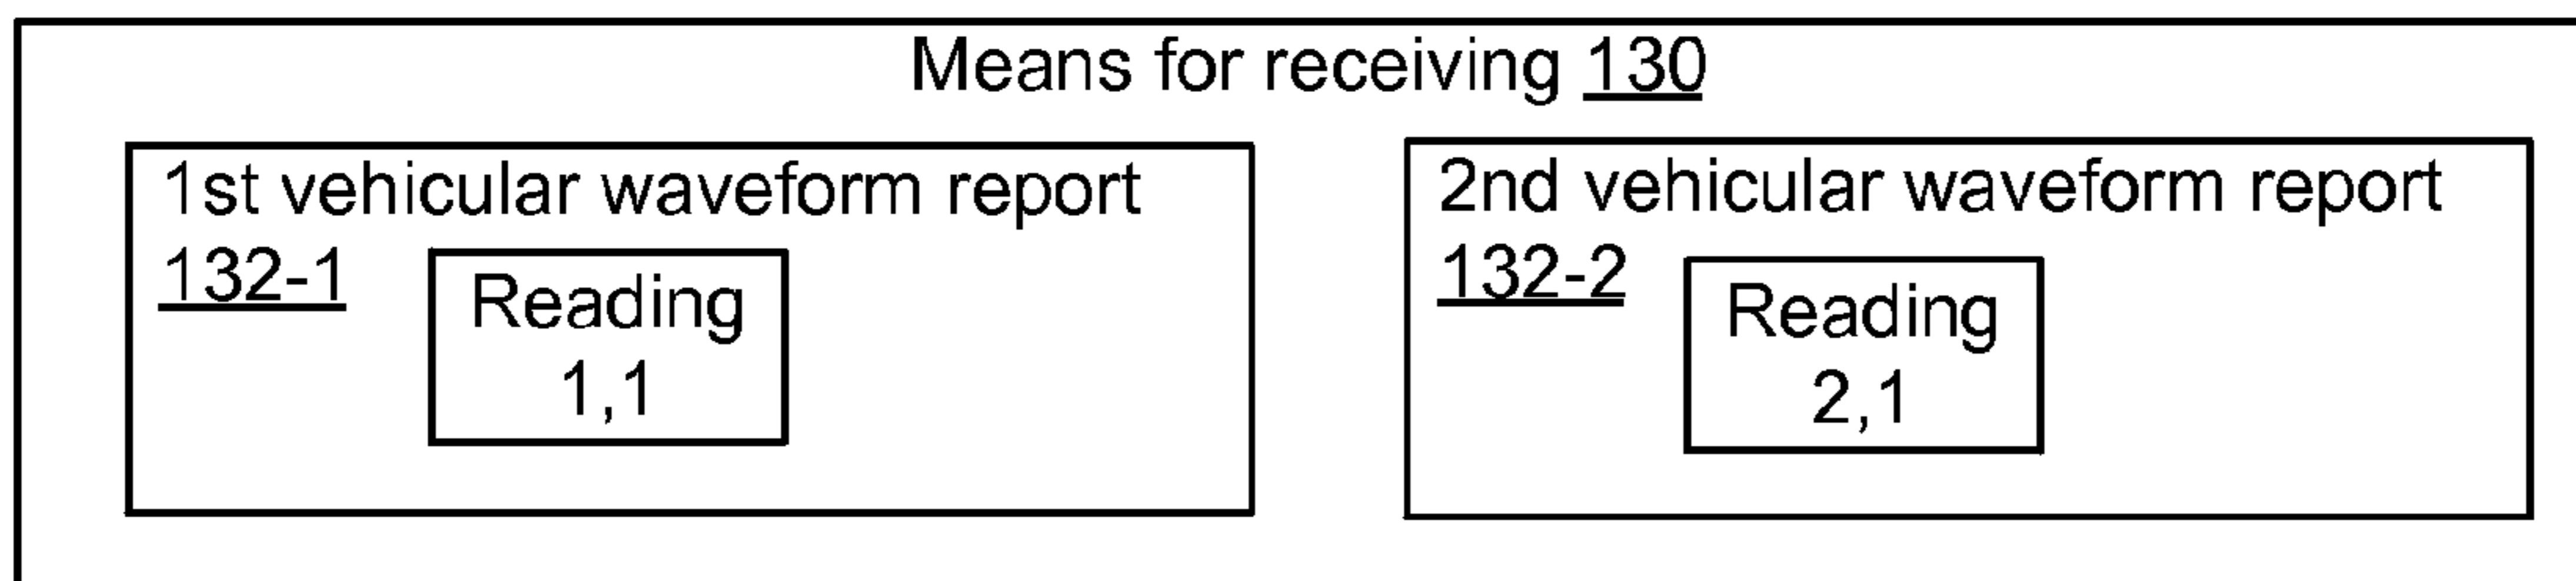 Means for receiving 130
1st vehicular waveform report
132-1
Reading
1,1
2nd vehicular waveform report
132-2
Reading
2,1